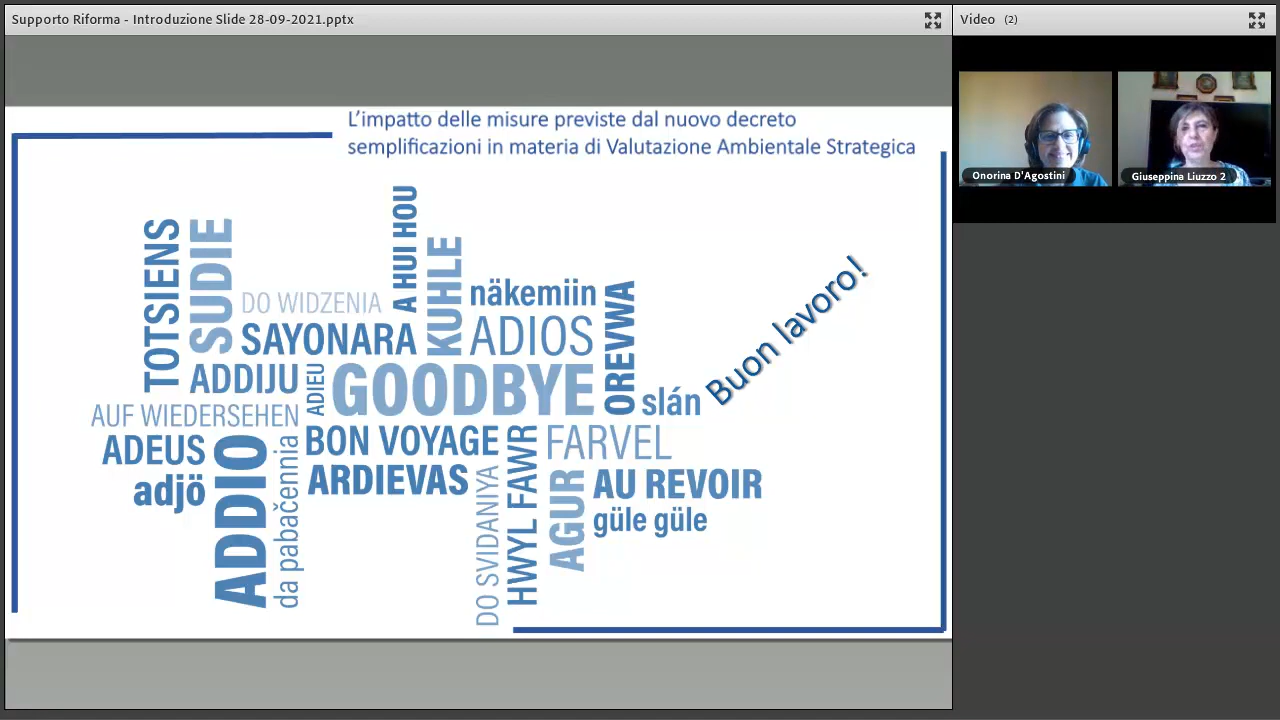 Supporto Riforma - Introduzione Slide 28-09-2021.pptx
Video (2)
Onorina D'Agostini
Giuseppina Liuzzo 2
L'impatto delle misure previste dal nuovo decreto
semplificazioni in materia di Valutazione Ambientale Strategica
TOTSIENS
SUDIE
DO WIDZENIA
A HUI HOU
KUHLE
näkemiin
OREVWA
SAYONARA
ADIOS
ADDIJU
ADIEU
GOODBYE
slán
Buon lavoro!
AUF WIEDERSEHEN
ADEUS
adjö
ADDIO
da pabačennia
BON VOYAGE
ARDIEVAS
DO SVIDANIYA
HWYL FAWR
FARVEL
AGUR
AU REVOIR
güle güle